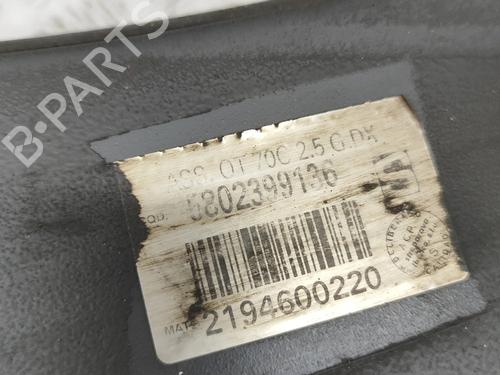 ASS. OT 70C 2.5 G.DX
COD. 5802399136
MAT. 2194600220
B-PARTS